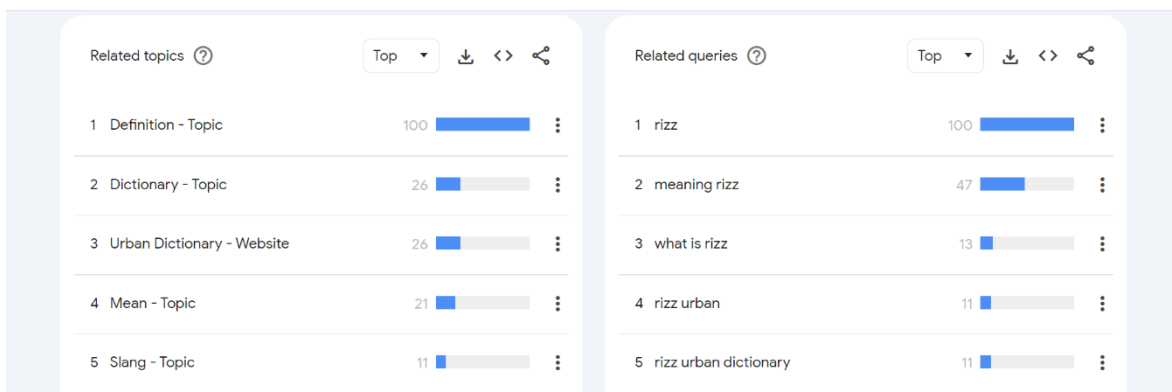 Related topics
Top
1 Definition - Topic 100
2 Dictionary - Topic 26
3 Urban Dictionary - Website 26
4 Mean - Topic 21
5 Slang - Topic 11
Related queries
Top
1 rizz 100
2 meaning rizz 47
3 what is rizz 13
4 rizz urban 11
5 rizz urban dictionary 11